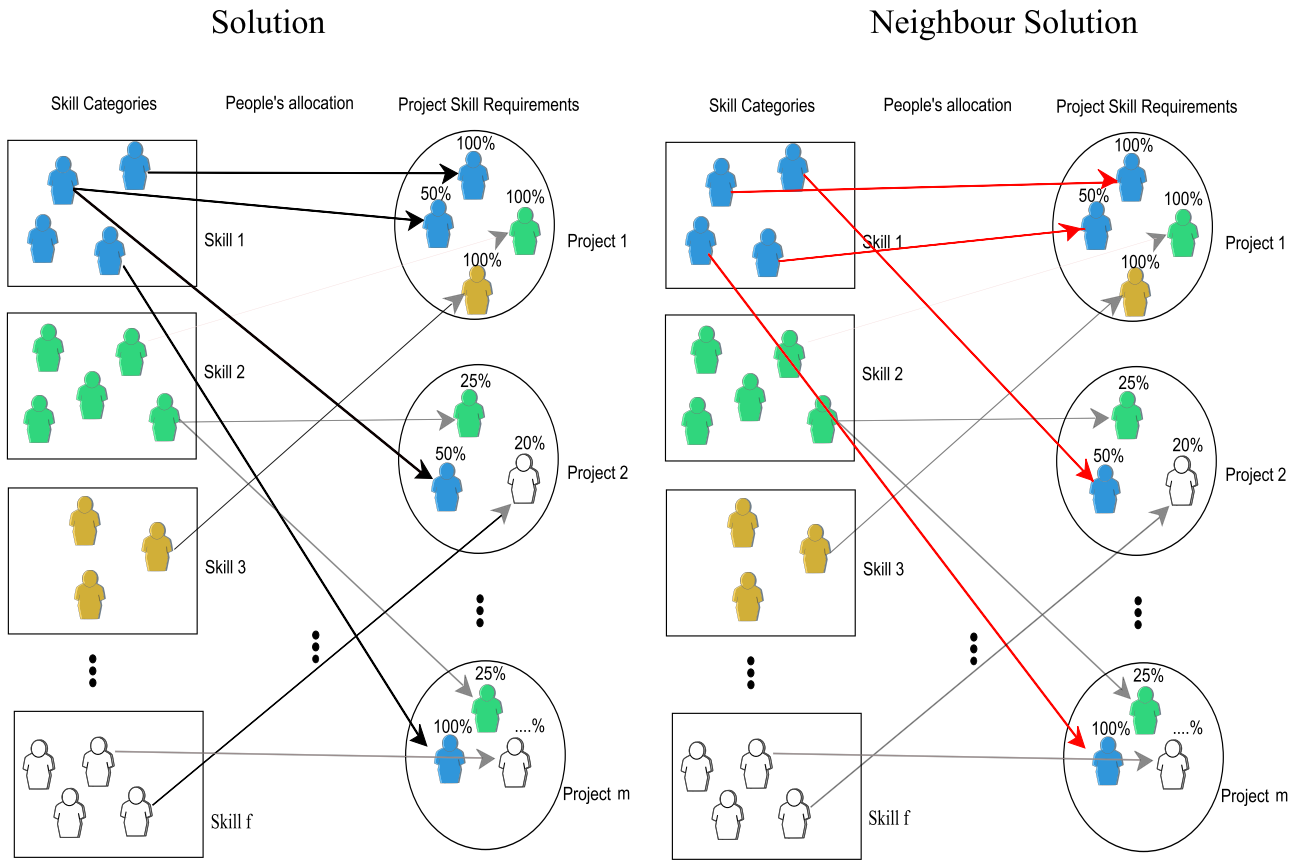 Solution
Skill Categories
People's allocation
Project Skill Requirements
100%
50%
100%
Skill 1
Project 1
100%
Skill 2
25%
20%
50%
Project 2
Skill 3
25%
100%
....%
Project m
Skill f
Neighbour Solution
Skill Categories
People's allocation
Project Skill Requirements
100%
50%
100%
Skill 1
Project 1
100%
Skill 2
25%
20%
50%
Project 2
Skill 3
25%
100%
....%
Project m
Skill f